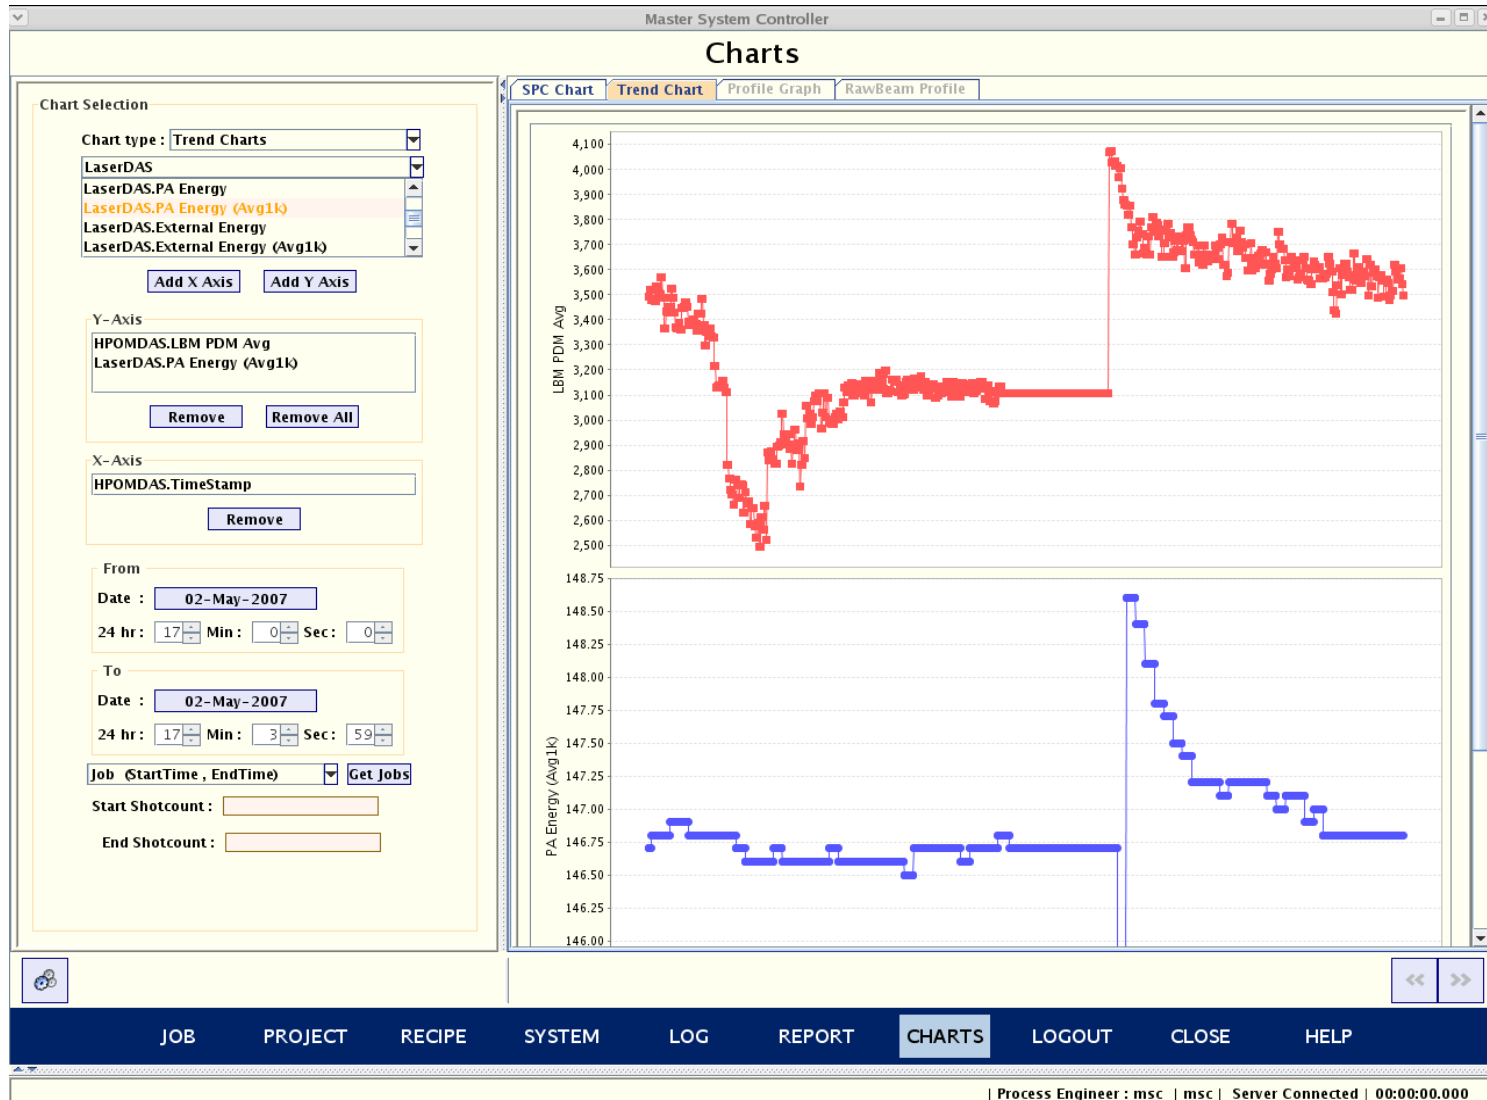 Master System Controller
Charts
Chart Selection
Chart type : Trend Charts
LaserDAS
LaserDAS.PA Energy
LaserDAS.PA Energy (Avg1k)
LaserDAS.External Energy
LaserDAS.External Energy (Avg1k)
Add X Axis Add Y Axis
Y-Axis
HPOMDAS.LBM PDM Avg
LaserDAS.PA Energy (Avg1k)
Remove Remove All
X-Axis
HPOMDAS.TimeStamp
Remove
From
Date : 02-May-2007
24 hr : 17 Min : 0 Sec : 0
To
Date : 02-May-2007
24 hr : 17 Min : 3 Sec : 59
Job (StartTime , EndTime) Get Jobs
Start Shotcount :
End Shotcount :
SPC Chart Trend Chart Profile Graph RawBeam Profile
LBM PDM Avg
4,100
4,000
3,900
3,800
3,700
3,600
3,500
3,400
3,300
3,200
3,100
3,000
2,900
2,800
2,700
2,600
2,500
PA Energy (Avg1k)
148.75
148.50
148.25
148.00
147.75
147.50
147.25
147.00
146.75
146.50
146.25
146.00
JOB PROJECT RECIPE SYSTEM LOG REPORT CHARTS LOGOUT CLOSE HELP
| Process Engineer : msc | msc | Server Connected | 00:00:00.000